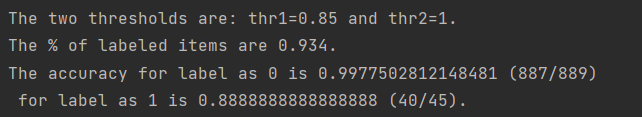 The two thresholds are: thr1=0.85 and thr2=1.
The % of labeled items are 0.934.
The accuracy for label as 0 is 0.9977502812148481 (887/889)
for label as 1 is 0.8888888888888888 (40/45).